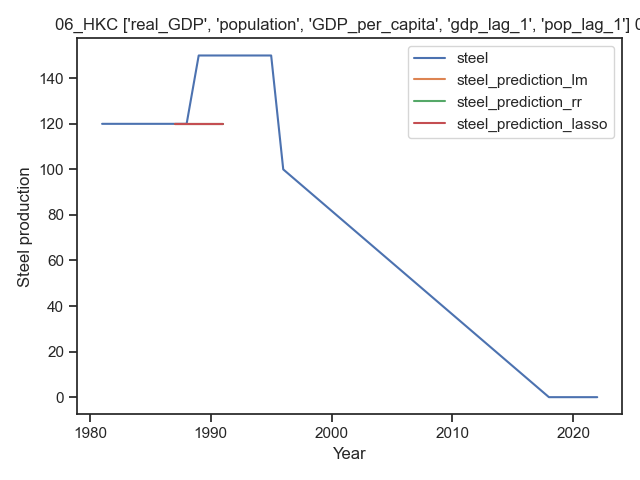 06_HKC ['real_GDP', 'population', 'GDP_per_capita', 'gdp_lag_1', 'pop_lag_1']
steel
steel_prediction_lm
steel_prediction_rr
steel_prediction_lasso
Steel production
140
120
100
80
60
40
20
0
1980
1990
2000
2010
2020
Year